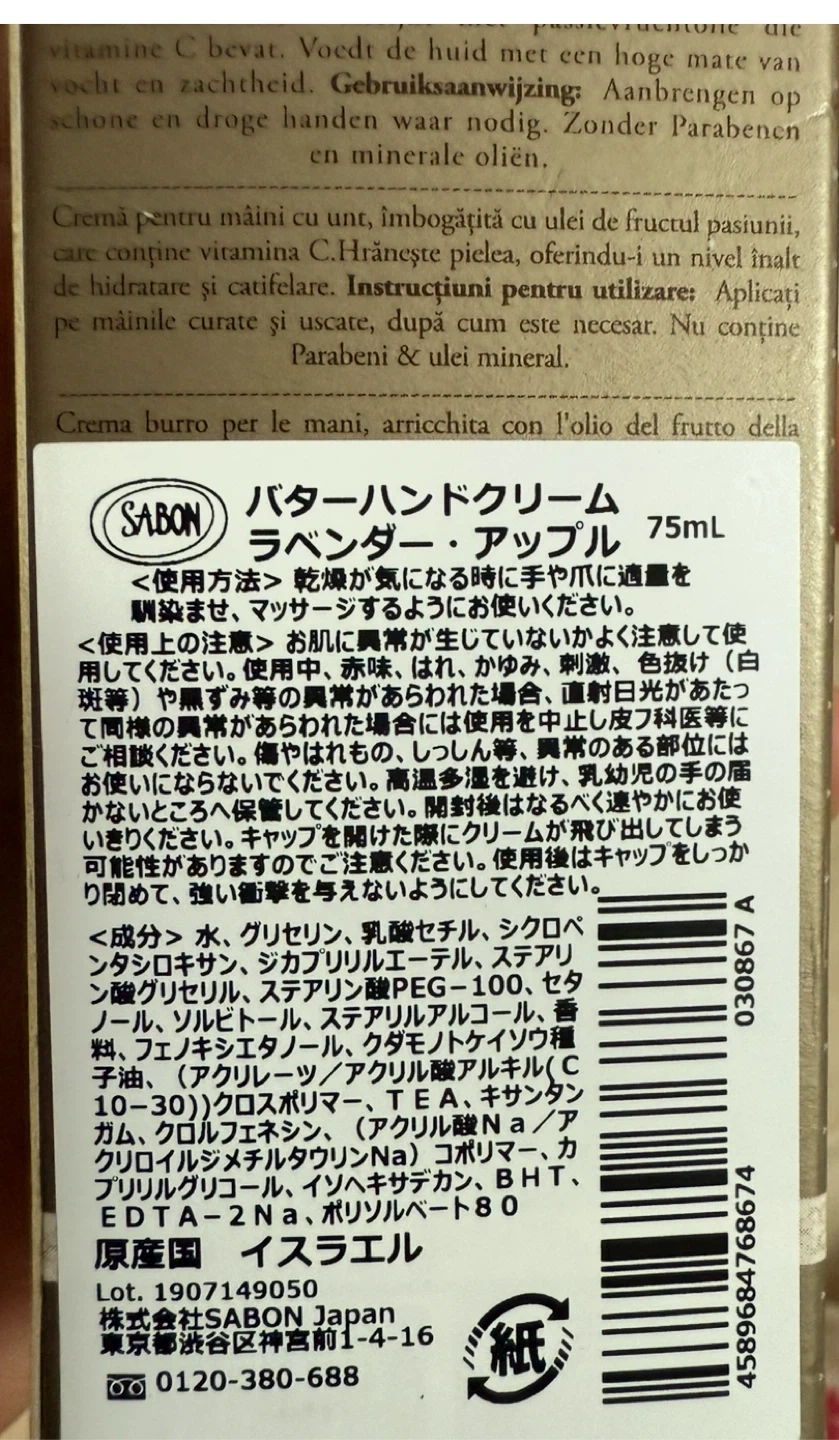 passievruchtolie die
vitamine C bevat. Voedt de huid met een hoge mate van
vocht en zachtheid. Gebruiksaanwijzing: Aanbrengen op
schone en droge handen waar nodig. Zonder Parabenen
en minerale oliën.
Cremă pentru mâini cu unt, îmbogăţită cu ulei de fructul pasiunii,
care conţine vitamina C.Hrăneşte pielea, oferindu-i un nivel înalt
de hidratare şi catifelare. Instrucţiuni pentru utilizare: Aplicaţi
pe mâinile curate şi uscate, după cum este necesar. Nu conţine
Parabeni & ulei mineral.
Crema burro per le mani, arricchita con l'olio del frutto della
SABON
バターハンドクリーム
ラベンダー・アップル 75mL
<使用方法> 乾燥が気になる時に手や爪に適量を
馴染ませ、マッサージするようにお使いください。
<使用上の注意> お肌に異常が生じていないかよく注意して使
用してください。使用中、赤味、はれ、かゆみ、刺激、色抜け（白
斑等）や黒ずみ等の異常があらわれた場合、直射日光があたっ
て同様の異常があらわれた場合には使用を中止し皮フ科医等に
ご相談ください。傷やはれもの、しっしん等、異常のある部位には
お使いにならないでください。高温多湿を避け、乳幼児の手の届
かないところへ保管してください。開封後はなるべく速やかにお使
いきりください。キャップを開けた際にクリームが飛び出してしまう
可能性がありますのでご注意ください。使用後はキャップをしっか
り閉めて、強い衝撃を与えないようにしてください。
<成分> 水、グリセリン、乳酸セチル、シクロペ
ンタシロキサン、ジカプリリルエーテル、ステアリ
ン酸グリセリル、ステアリン酸PEG-100、セタ
ノール、ソルビトール、ステアリルアルコール、香
料、フェノキシエタノール、クダモノトケイソウ種
子油、（アクリレーツ／アクリル酸アルキル(C
10-30))クロスポリマー、TEA、キサンタン
ガム、クロルフェネシン、（アクリル酸Na／ア
クリロイルジメチルタウリンNa）コポリマー、カ
プリリルグリコール、イソヘキサデカン、BHT、
EDTA-2Na、ポリソルベート80
原産国 イスラエル
Lot. 1907149050
株式会社SABON Japan
東京都渋谷区神宮前1-4-16
0120-380-688
紙
030867 A
4589684768674